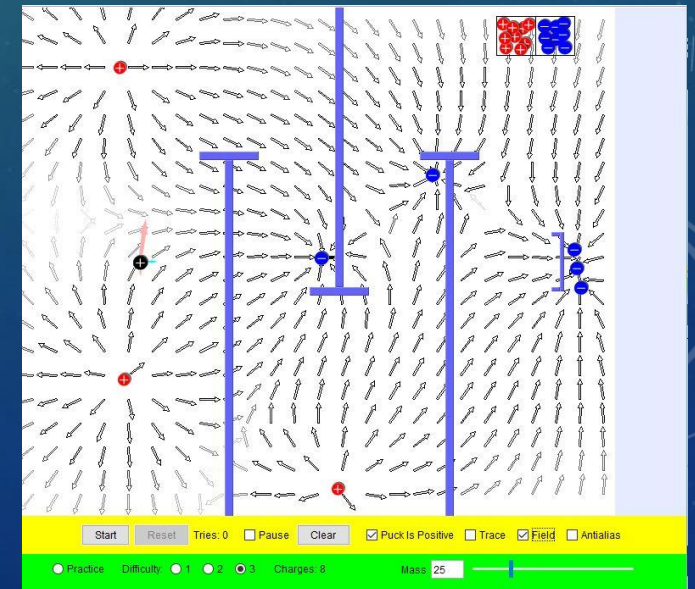 Start Reset Tries: 0 Pause Clear Puck Is Positive Trace Field Antialias
Practice Difficulty: 1 2 3 Charges: 8 Mass 25